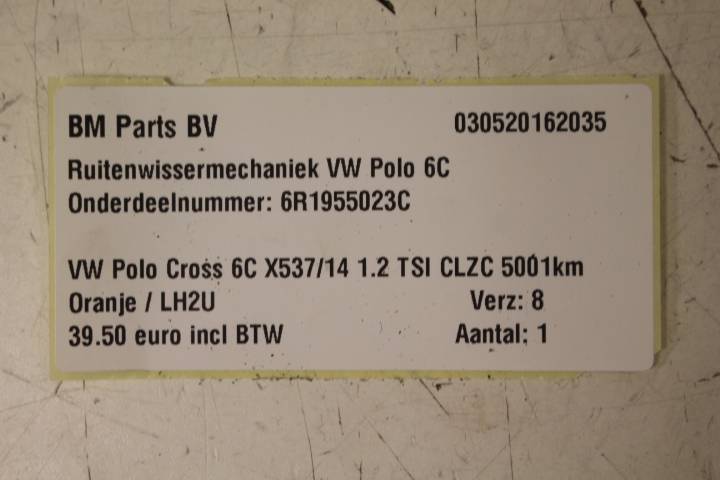 BM Parts BV 030520162035
Ruitenwissermechaniek VW Polo 6C
Onderdeelnummer: 6R1955023C
VW Polo Cross 6C X537/14 1.2 TSI CLZC 5001km
Oranje / LH2U Verz: 8
39.50 euro incl BTW Aantal: 1